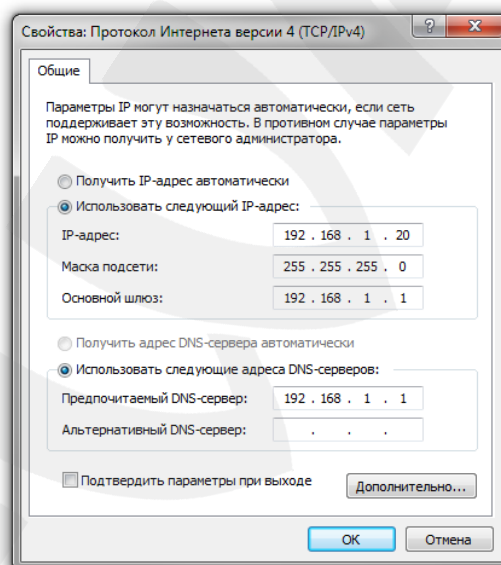 Свойства: Протокол Интернета версии 4 (TCP/IPv4)
Общие
Параметры IP могут назначаться автоматически, если сеть
поддерживает эту возможность. В противном случае параметры
IP можно получить у сетевого администратора.
Получить IP-адрес автоматически
Использовать следующий IP-адрес:
IP-адрес: 192 . 168 . 1 . 20
Маска подсети: 255 . 255 . 255 . 0
Основной шлюз: 192 . 168 . 1 . 1
Получить адрес DNS-сервера автоматически
Использовать следующие адреса DNS-серверов:
Предпочитаемый DNS-сервер: 192 . 168 . 1 . 1
Альтернативный DNS-сервер: . . .
Подтвердить параметры при выходе
Дополнительно...
OK Отмена